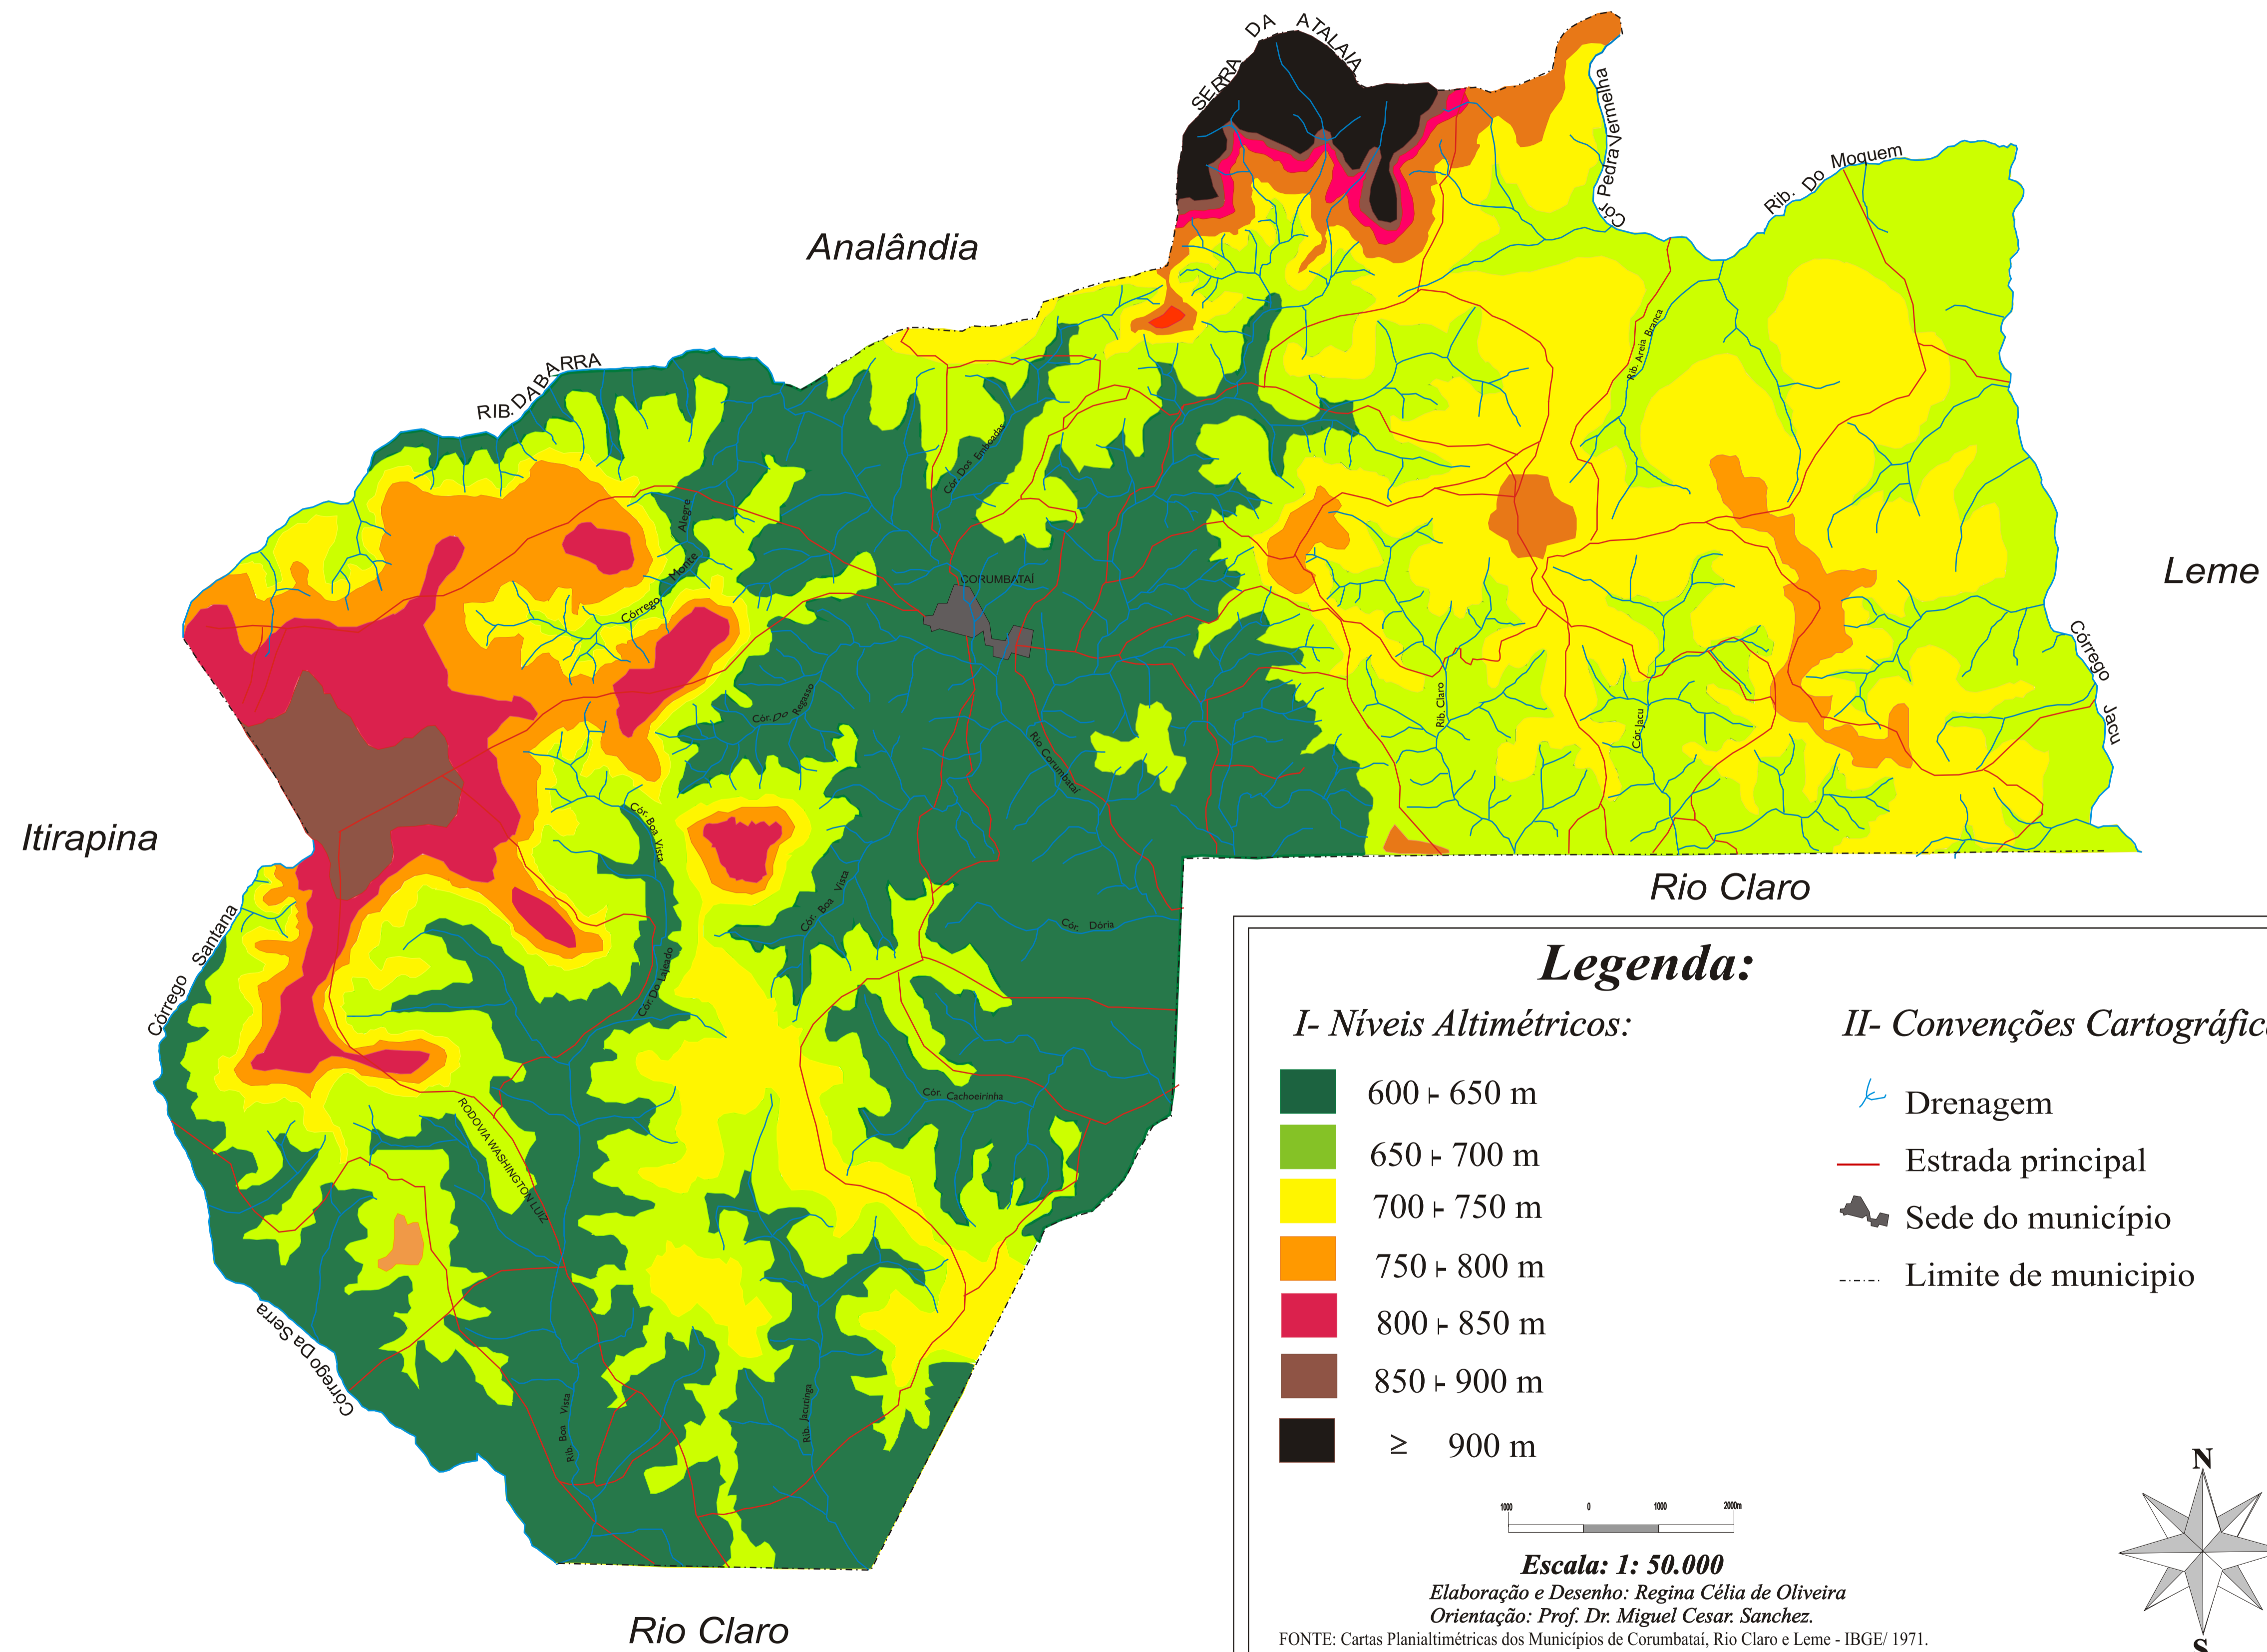 SERRA DA ATALAIA
Cór Pedra Vermelha
Rib. Do Moquem
Analândia
Rib. Areia Branca
RIB. DA BARRA
Cór. Dos Emboadas
Córrego Monte Alegre
CORUMBATAÍ
Leme
Córrego Jacu
Cór. Do Regasso
Rio Corumbataí
Rib. Claro
Cór. Jacu
Itirapina
Cór. Boa Vista
Rio Claro
Cór. Boa Vista
Cór. Dória
Córrego Santana
Cór. Do Lajeado
Cór. Cachoeirinha
RODOVIA WASHINGTON LUIZ
Córrego Da Serra
Rib. Boa Vista
Rib. Jacutinga
Rio Claro
Legenda:
I- Níveis Altimétricos:
600 ⊢ 650 m
650 ⊢ 700 m
700 ⊢ 750 m
750 ⊢ 800 m
800 ⊢ 850 m
850 ⊢ 900 m
≥ 900 m
II- Convenções Cartográfic
Drenagem
Estrada principal
Sede do município
Limite de municipio
N
S
1000 0 1000 2000m
Escala: 1: 50.000
Elaboração e Desenho: Regina Célia de Oliveira
Orientação: Prof. Dr. Miguel Cesar. Sanchez.
FONTE: Cartas Planialtimétricas dos Municípios de Corumbataí, Rio Claro e Leme - IBGE/ 1971.